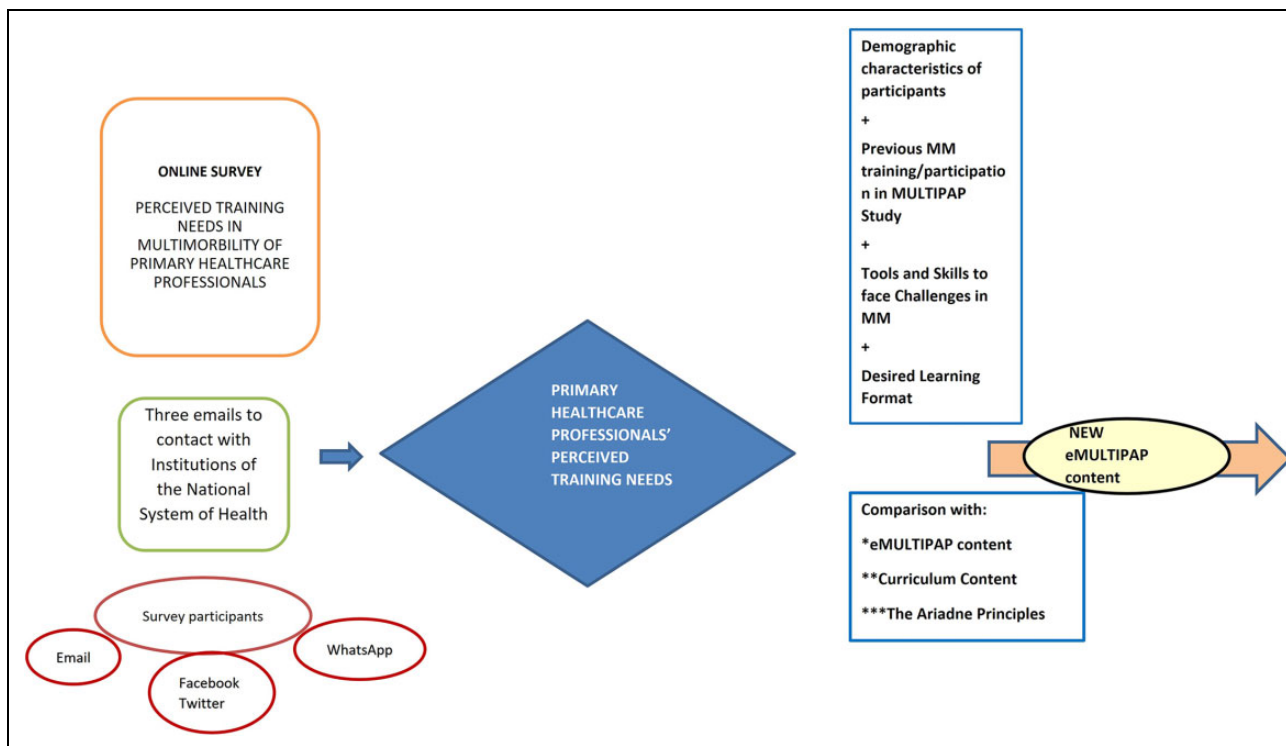 ONLINE SURVEY
PERCEIVED TRAINING
NEEDS IN
MULTIMORBILITY OF
PRIMARY HEALTHCARE
PROFESSIONALS
Three emails to
contact with
Institutions of
the National
System of Health
Survey participants
Email
WhatsApp
Facebook
Twitter
PRIMARY
HEALTHCARE
PROFESSIONALS’
PERCEIVED
TRAINING NEEDS
Demographic
characteristics of
participants
+
Previous MM
training/participatio
n in MULTIPAP
Study
+
Tools and Skills to
face Challenges in
MM
+
Desired Learning
Format
Comparison with:
*eMULTIPAP content
**Curriculum Content
***The Ariadne Principles
NEW
eMULTIPAP
content